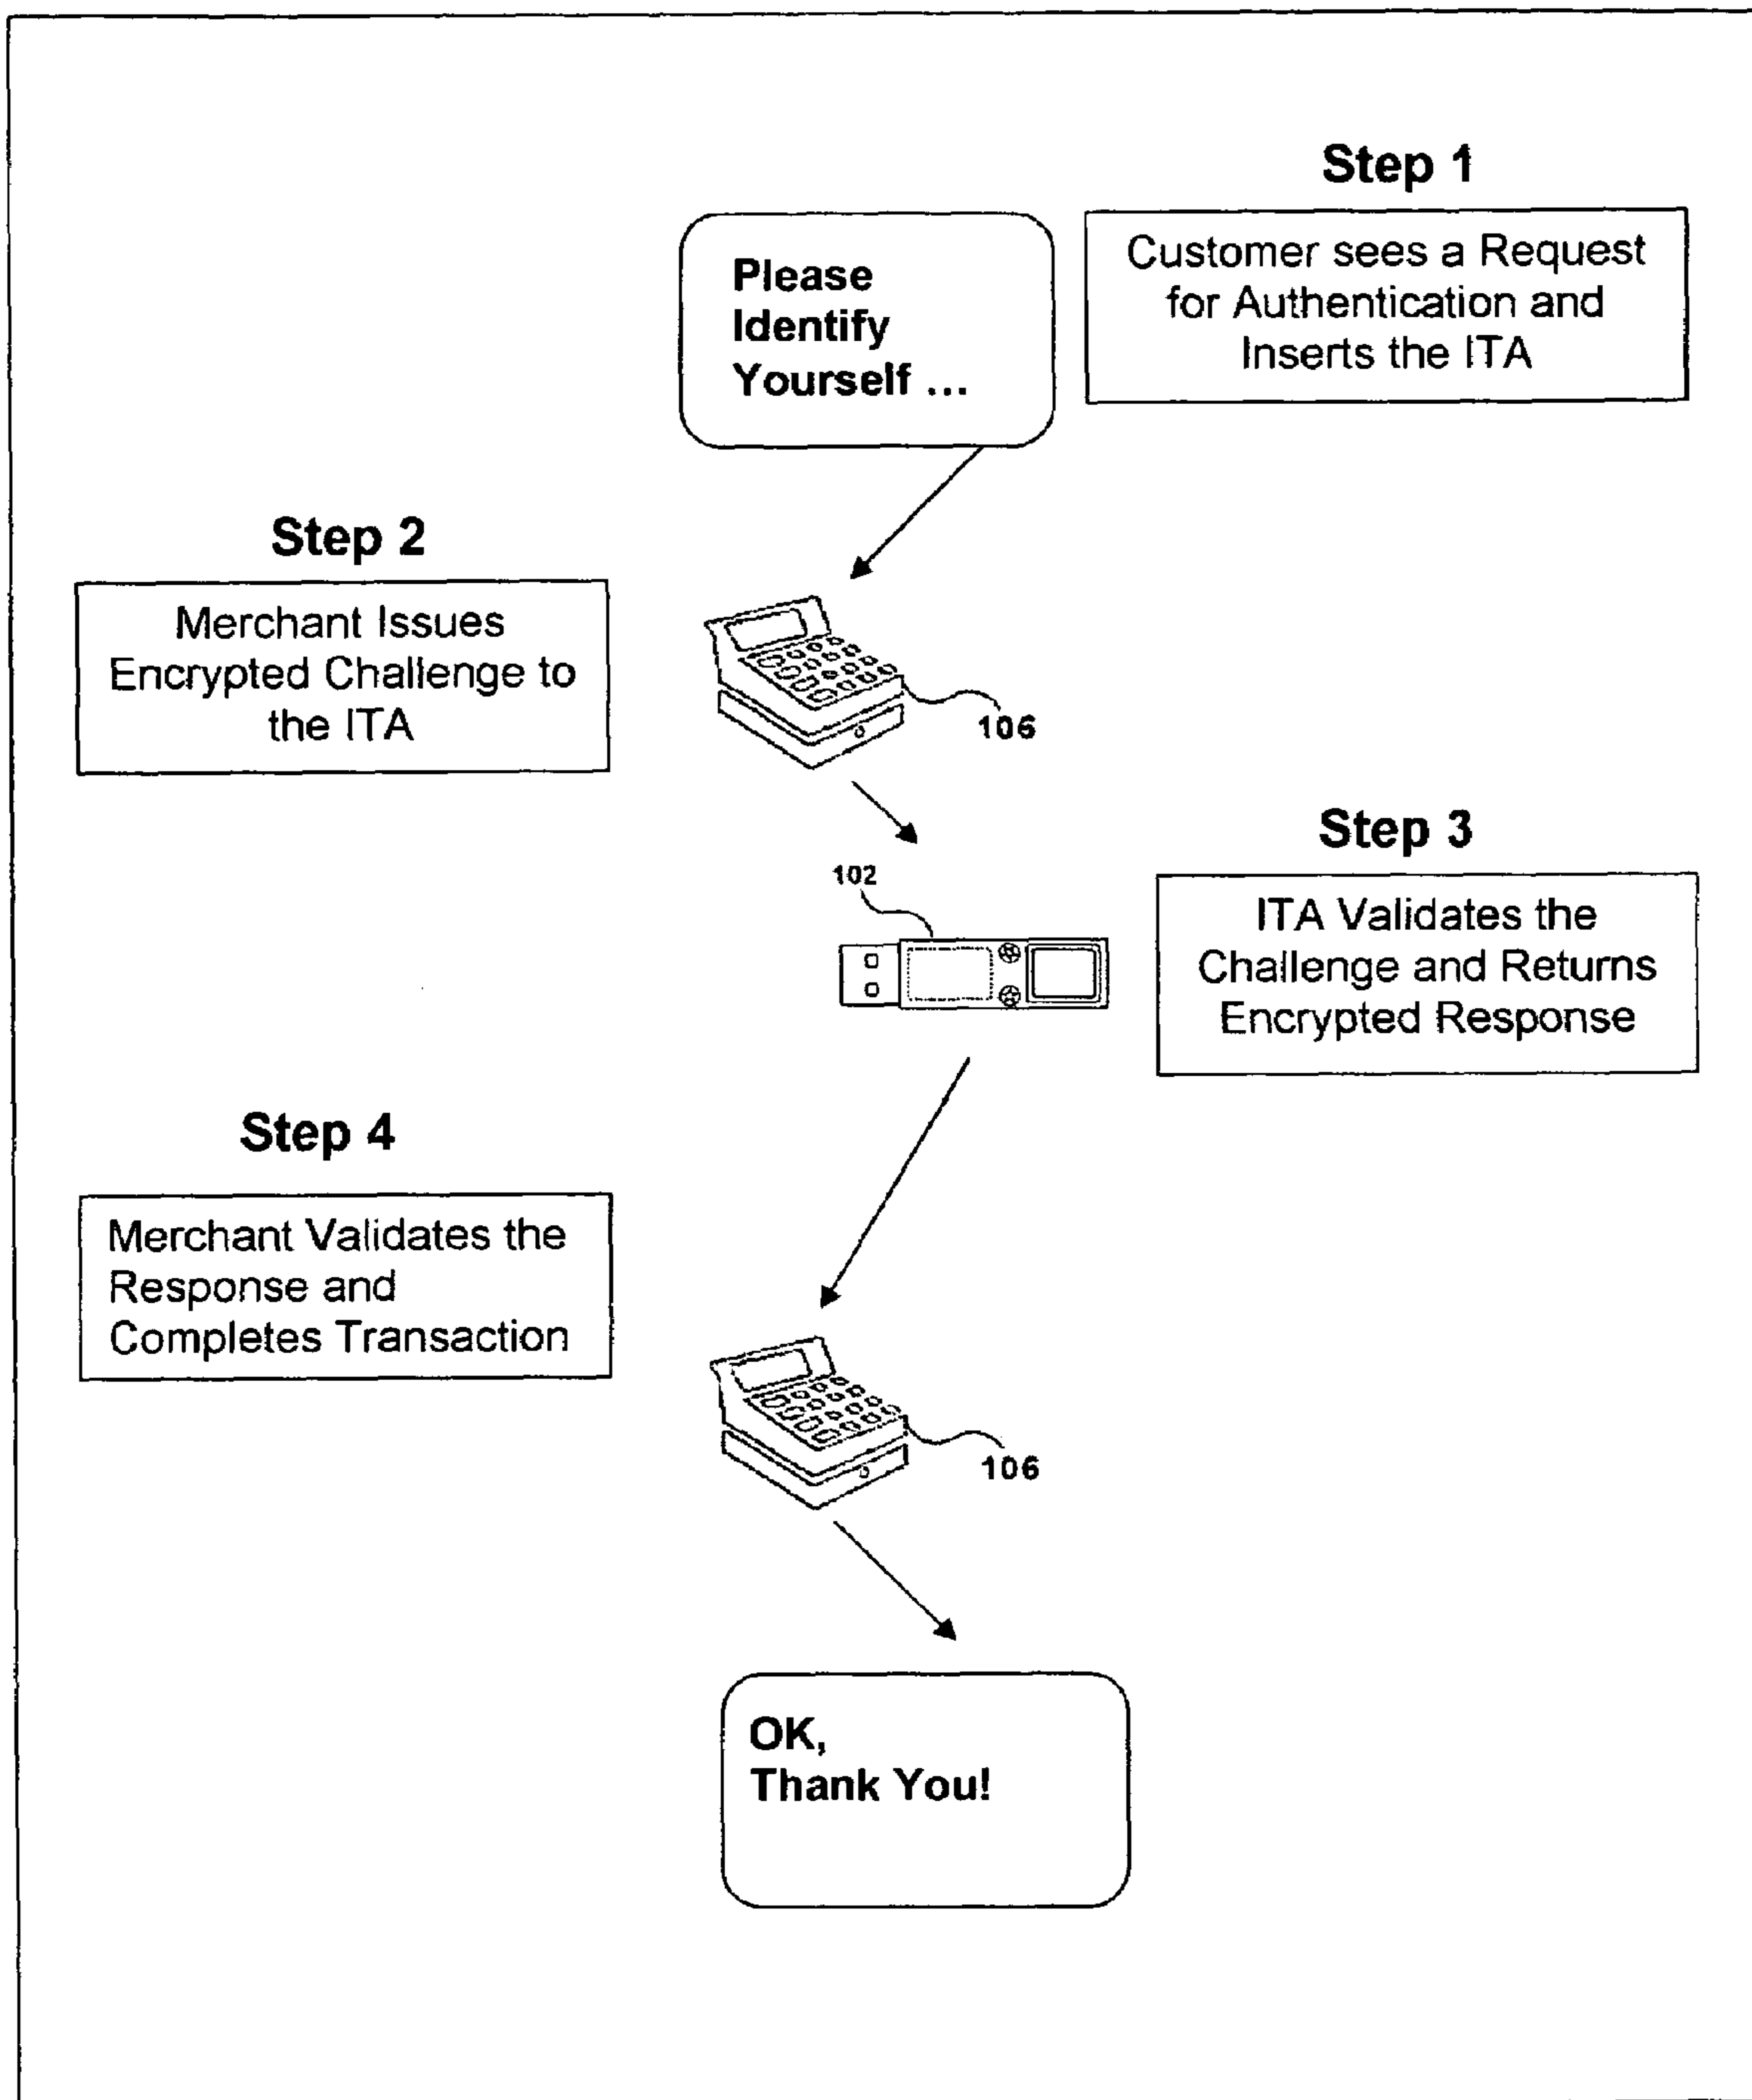 Step 1
Please
Identify
Yourself ...
Customer sees a Request
for Authentication and
Inserts the ITA
Step 2
Merchant Issues
Encrypted Challenge to
the ITA
106
Step 3
102
ITA Validates the
Challenge and Returns
Encrypted Response
Step 4
Merchant Validates the
Response and
Completes Transaction
106
OK,
Thank You!